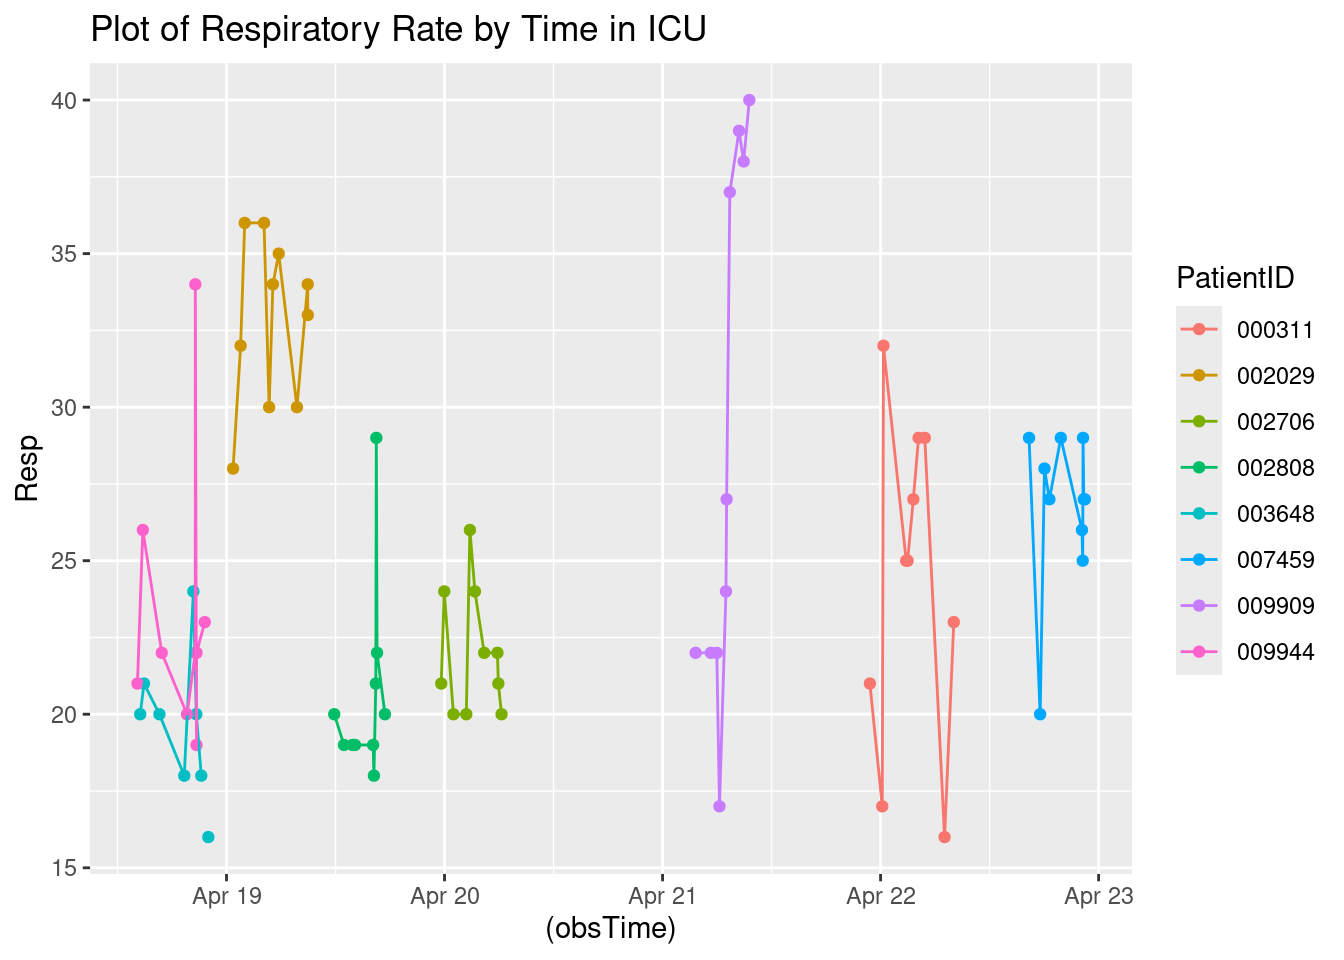 Plot of Respiratory Rate by Time in ICU
40
35
30
25
20
15
Resp
Apr 19 Apr 20 Apr 21 Apr 22 Apr 23
(obsTime)
PatientID
000311
002029
002706
002808
003648
007459
009909
009944